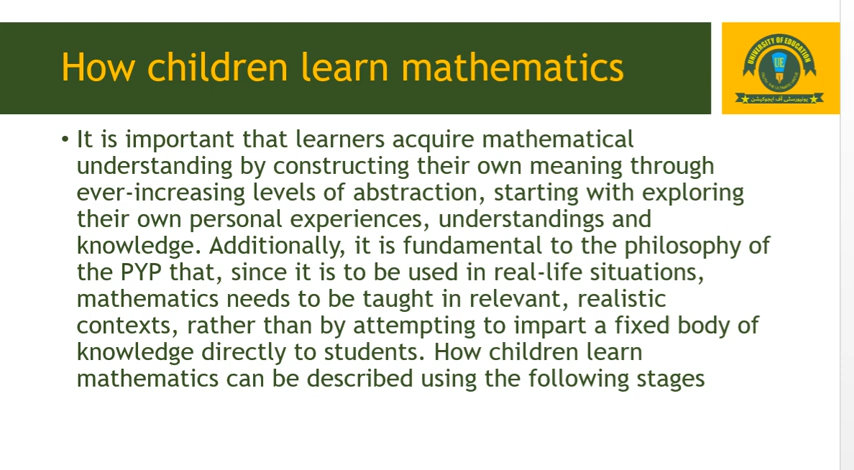 How children learn mathematics
UNIVERSITY OF EDUCATION
UE
یونیورسٹی آف ایجوکیشن
• It is important that learners acquire mathematical
understanding by constructing their own meaning through
ever-increasing levels of abstraction, starting with exploring
their own personal experiences, understandings and
knowledge. Additionally, it is fundamental to the philosophy of
the PYP that, since it is to be used in real-life situations,
mathematics needs to be taught in relevant, realistic
contexts, rather than by attempting to impart a fixed body of
knowledge directly to students. How children learn
mathematics can be described using the following stages